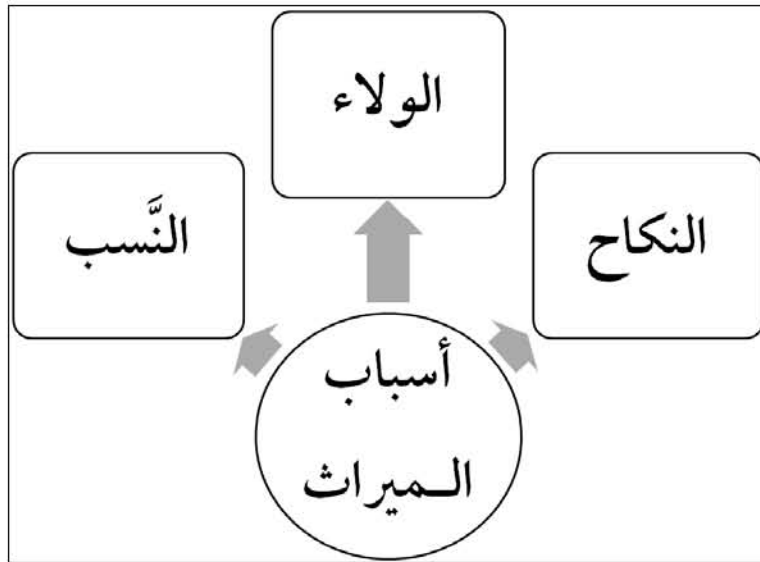 الولاء
النكاح
النَّسب
أسباب
الـميراث